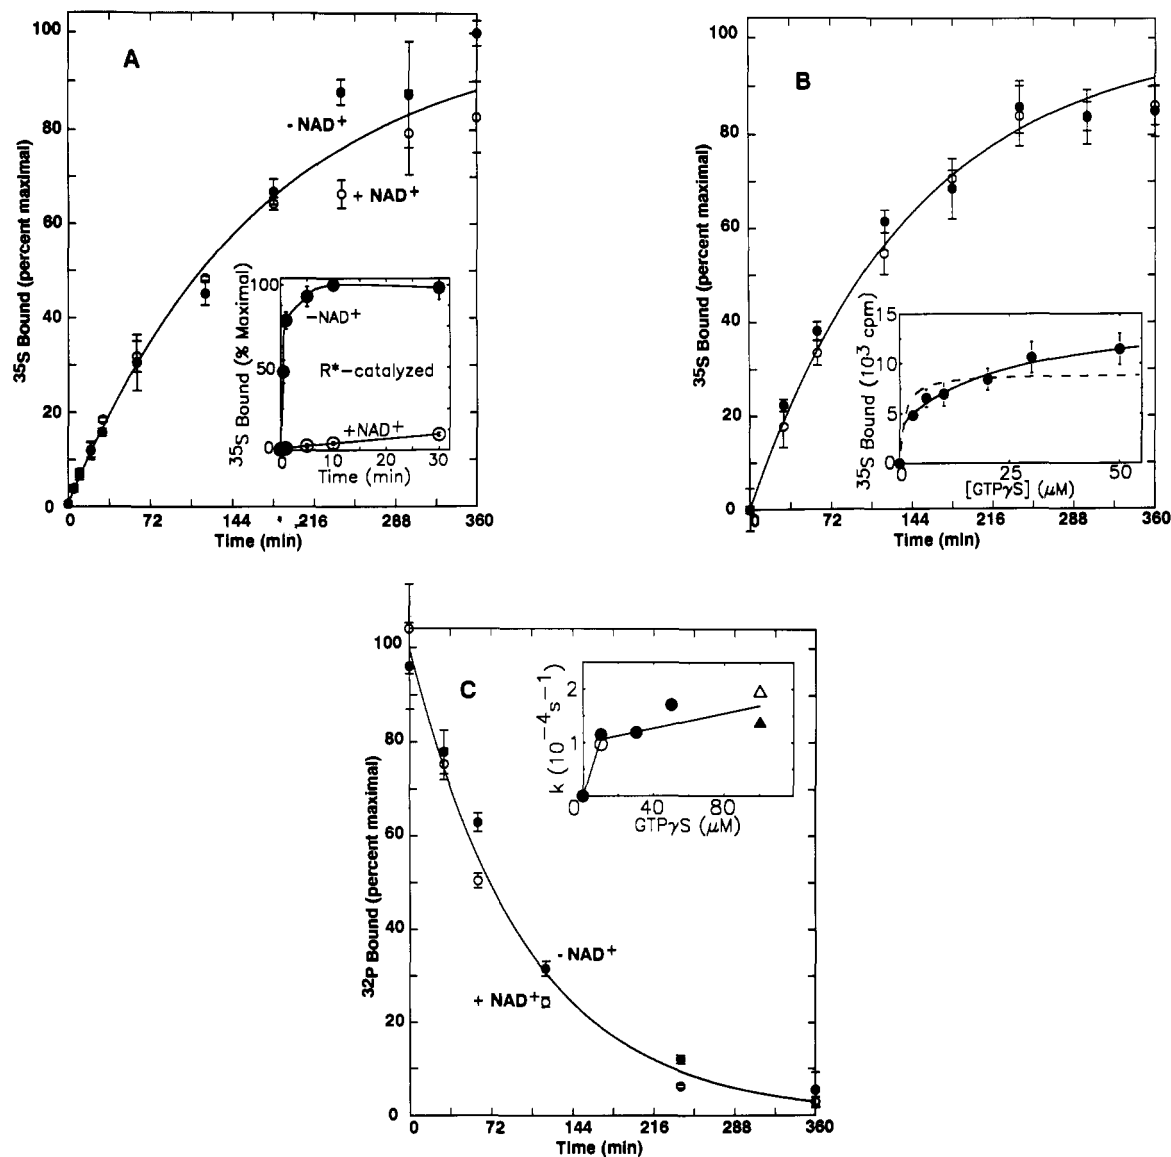 A
100
80
60
40
20
0
35S Bound (percent maximal)
- NAD+
+ NAD+
0 72 144 216 288 360
Time (min)
100
50
0
35S Bound (% Maximal)
-NAD+
R*-catalyzed
+NAD+
0 10 20 30
Time (min)
B
100
80
60
40
20
0
35S Bound (percent maximal)
0 72 144 216 288 360
Time (min)
15
10
5
0
35S Bound (10^3 cpm)
0 25 50
[GTPγS] (μM)
C
100
80
60
40
20
0
32P Bound (percent maximal)
- NAD+
+ NAD+
0 72 144 216 288 360
Time (min)
2
1
k (10^-4 s^-1)
0 40 80
GTPγS (μM)